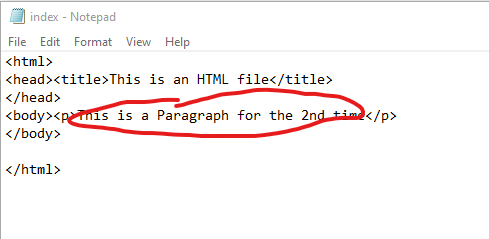 index - Notepad
File Edit Format View Help
<html>
<head><title>This is an HTML file</title>
</head>
<body><p>This is a Paragraph for the 2nd time</p>
</body>
</html>